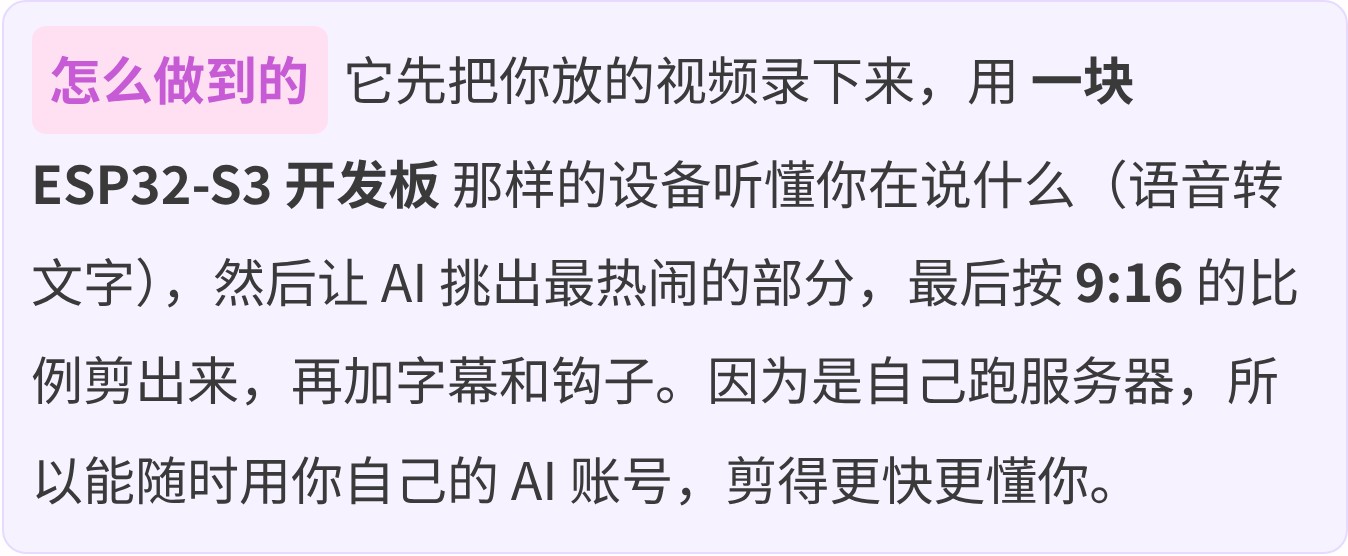 怎么做到的 它先把你放的视频录下来，用 一块
ESP32-S3 开发板 那样的设备听懂你在说什么（语音转
文字），然后让 AI 挑出最热闹的部分，最后按 9:16 的比
例剪出来，再加字幕和钩子。因为是自己跑服务器，所
以能随时用你自己的 AI 账号，剪得更快更懂你。